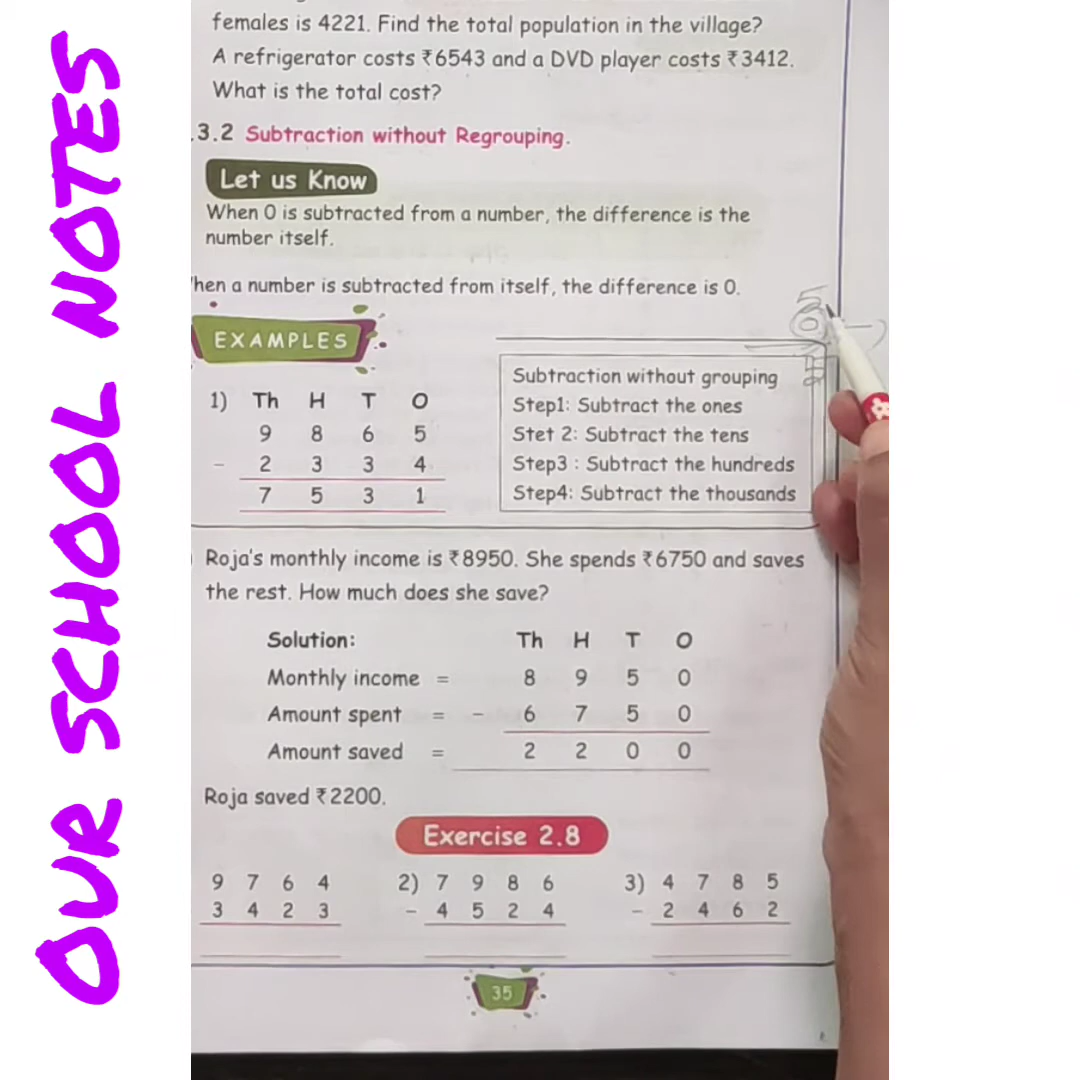 OUR SCHOOL NOTES
females is 4221. Find the total population in the village?
A refrigerator costs ₹6543 and a DVD player costs ₹3412.
What is the total cost?
.3.2 Subtraction without Regrouping.
Let us Know
When 0 is subtracted from a number, the difference is the
number itself.
hen a number is subtracted from itself, the difference is 0.
EXAMPLES
1) Th H T O
9 8 6 5
- 2 3 3 4
7 5 3 1
Subtraction without grouping
Step1: Subtract the ones
Stet 2: Subtract the tens
Step3 : Subtract the hundreds
Step4: Subtract the thousands
Roja's monthly income is ₹8950. She spends ₹6750 and saves
the rest. How much does she save?
Solution: Th H T O
Monthly income = 8 9 5 0
Amount spent = - 6 7 5 0
Amount saved = 2 2 0 0
Roja saved ₹2200.
Exercise 2.8
9 7 6 4 2) 7 9 8 6 3) 4 7 8 5
3 4 2 3 - 4 5 2 4 - 2 4 6 2
35